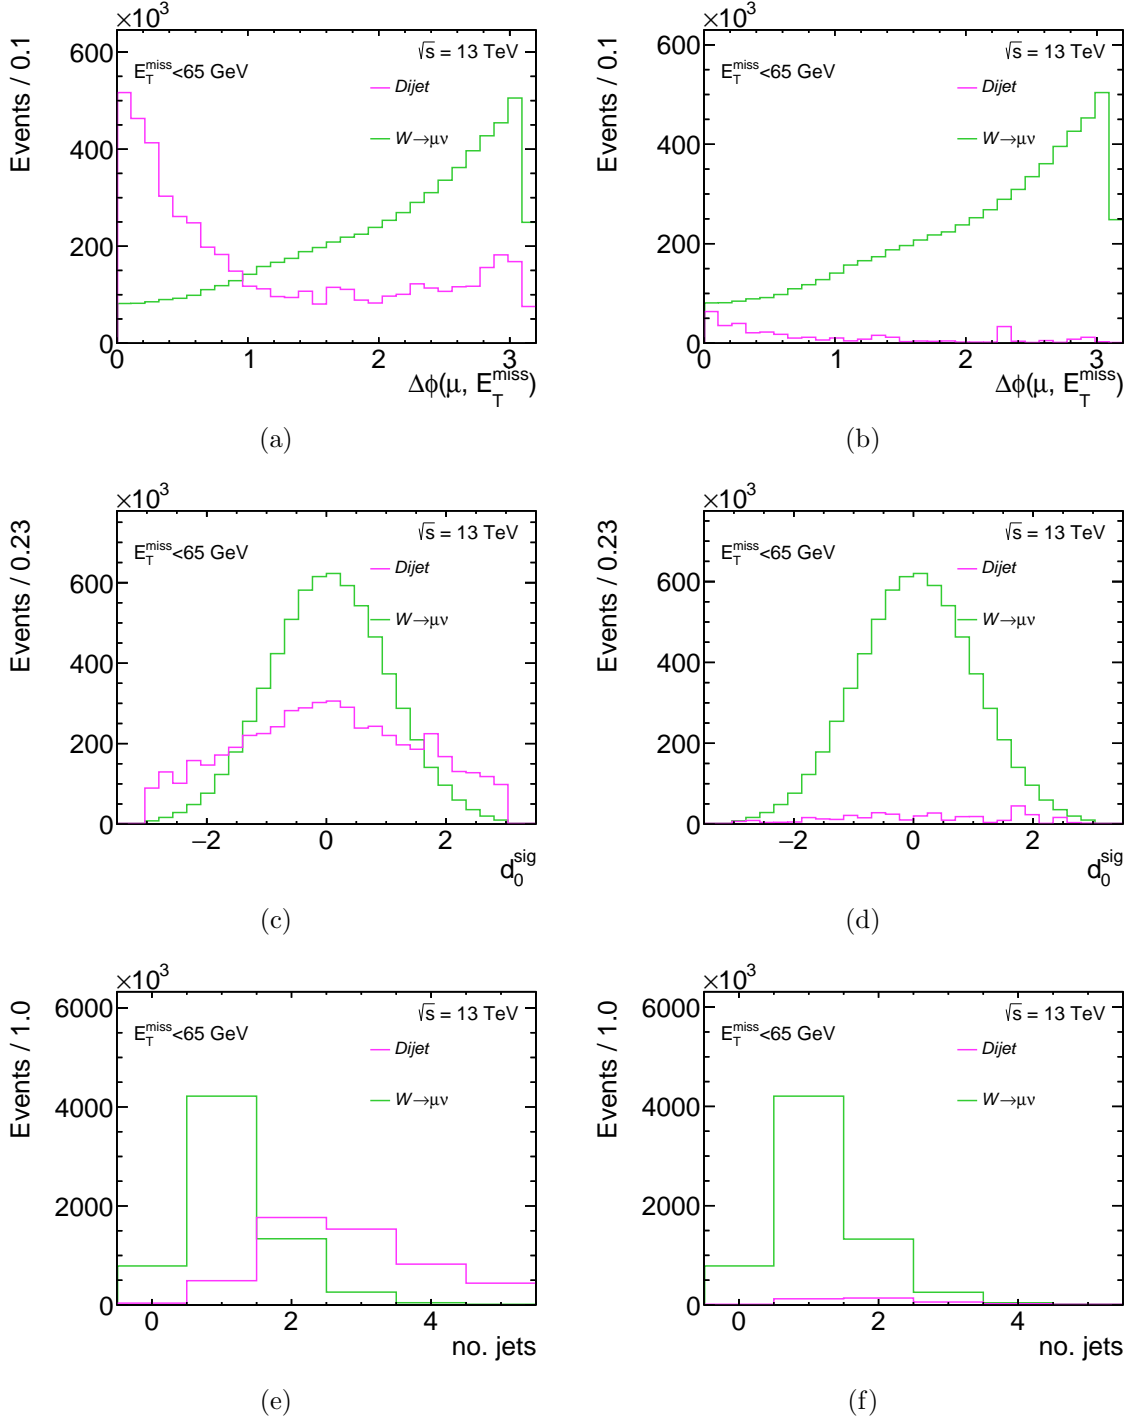 ×10³
Events / 0.1
600
400
200
0
√s = 13 TeV
E_T^miss<65 GeV
Dijet
W→μν
0 1 2 3
Δϕ(μ, E_T^miss)
(a)
×10³
Events / 0.1
600
400
200
0
√s = 13 TeV
E_T^miss<65 GeV
Dijet
W→μν
0 1 2 3
Δϕ(μ, E_T^miss)
(b)
×10³
Events / 0.23
600
400
200
0
√s = 13 TeV
E_T^miss<65 GeV
Dijet
W→μν
−2 0 2
d_0^sig
(c)
×10³
Events / 0.23
600
400
200
0
√s = 13 TeV
E_T^miss<65 GeV
Dijet
W→μν
−2 0 2
d_0^sig
(d)
×10³
Events / 1.0
6000
4000
2000
0
√s = 13 TeV
E_T^miss<65 GeV
Dijet
W→μν
0 2 4
no. jets
(e)
×10³
Events / 1.0
6000
4000
2000
0
√s = 13 TeV
E_T^miss<65 GeV
Dijet
W→μν
0 2 4
no. jets
(f)